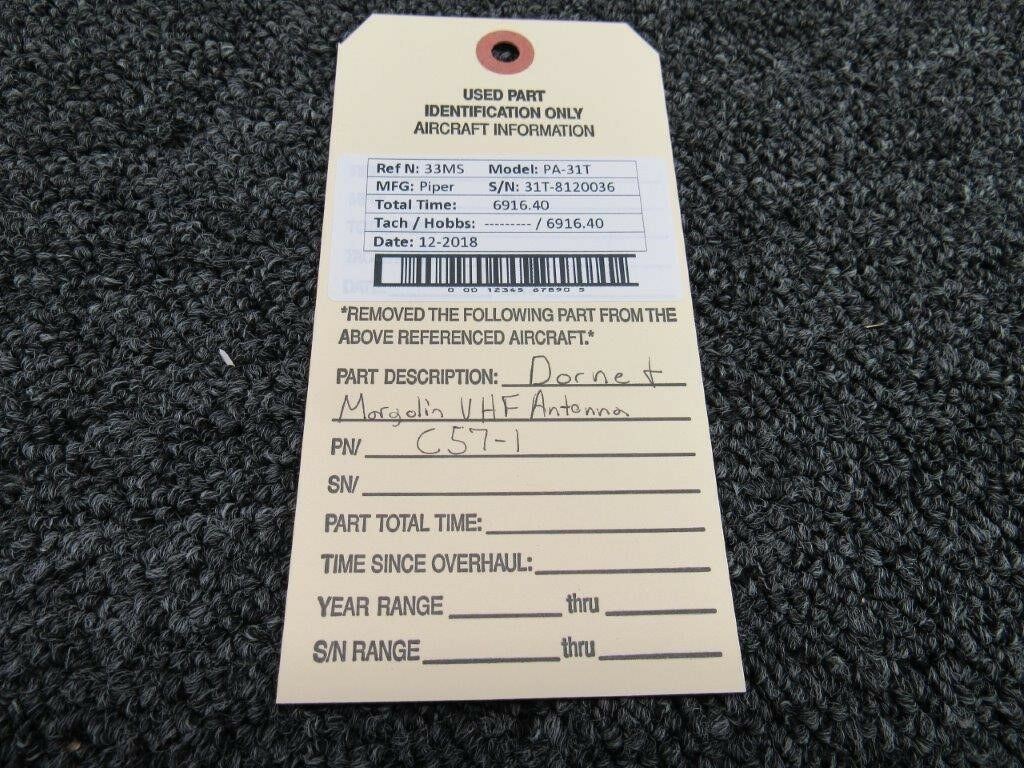 USED PART
IDENTIFICATION ONLY
AIRCRAFT INFORMATION
Ref N: 33MS Model: PA-31T
MFG: Piper S/N: 31T-8120036
Total Time: 6916.40
Tach / Hobbs: --------- / 6916.40
Date: 12-2018
0 00 12345 67890 5
*REMOVED THE FOLLOWING PART FROM THE
ABOVE REFERENCED AIRCRAFT.*
PART DESCRIPTION: Dorne +
Margolin VHF Antenna
PN/ C57-1
SN/
PART TOTAL TIME:
TIME SINCE OVERHAUL:
YEAR RANGE thru
S/N RANGE thru